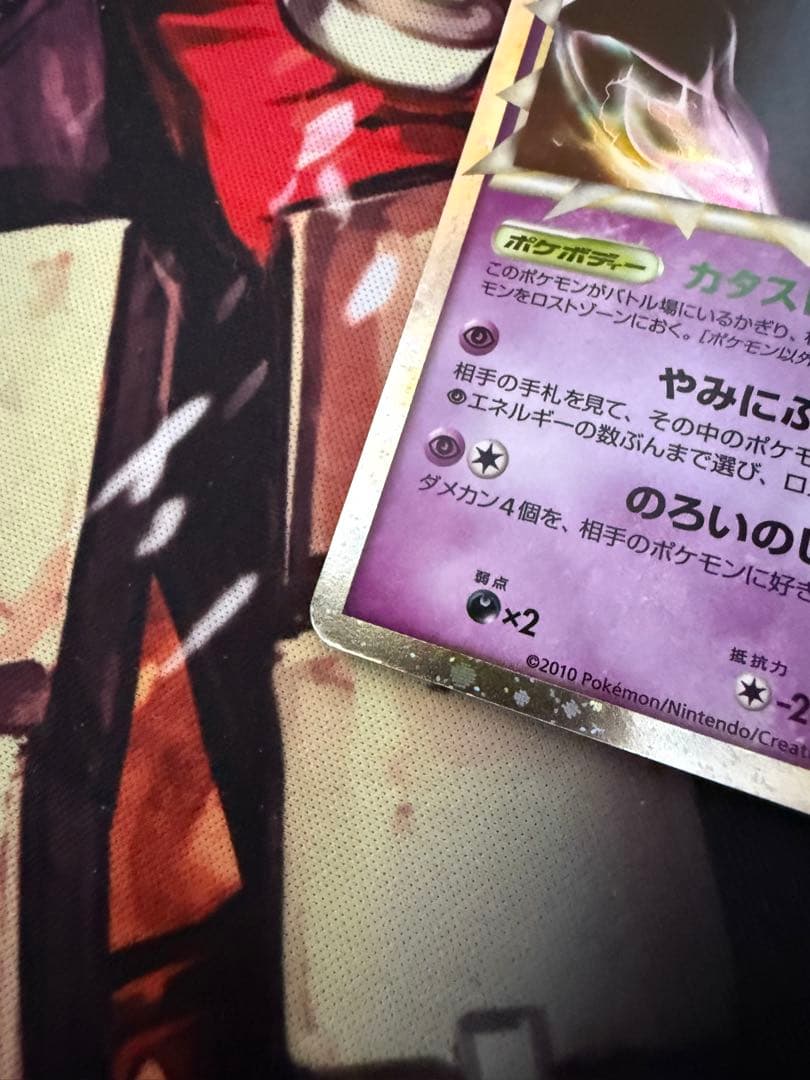 ポケボディー カタス
このポケモンがバトル場にいるかぎり、
モンをロストゾーンにおく。[ポケモン以外
やみにぶ
相手の手札を見て、その中のポケモ
エネルギーの数ぶんまで選び、ロ
のろいのし
ダメカン4個を、相手のポケモンに好き
弱点
×2
抵抗力
-2
©2010 Pokémon/Nintendo/Creat